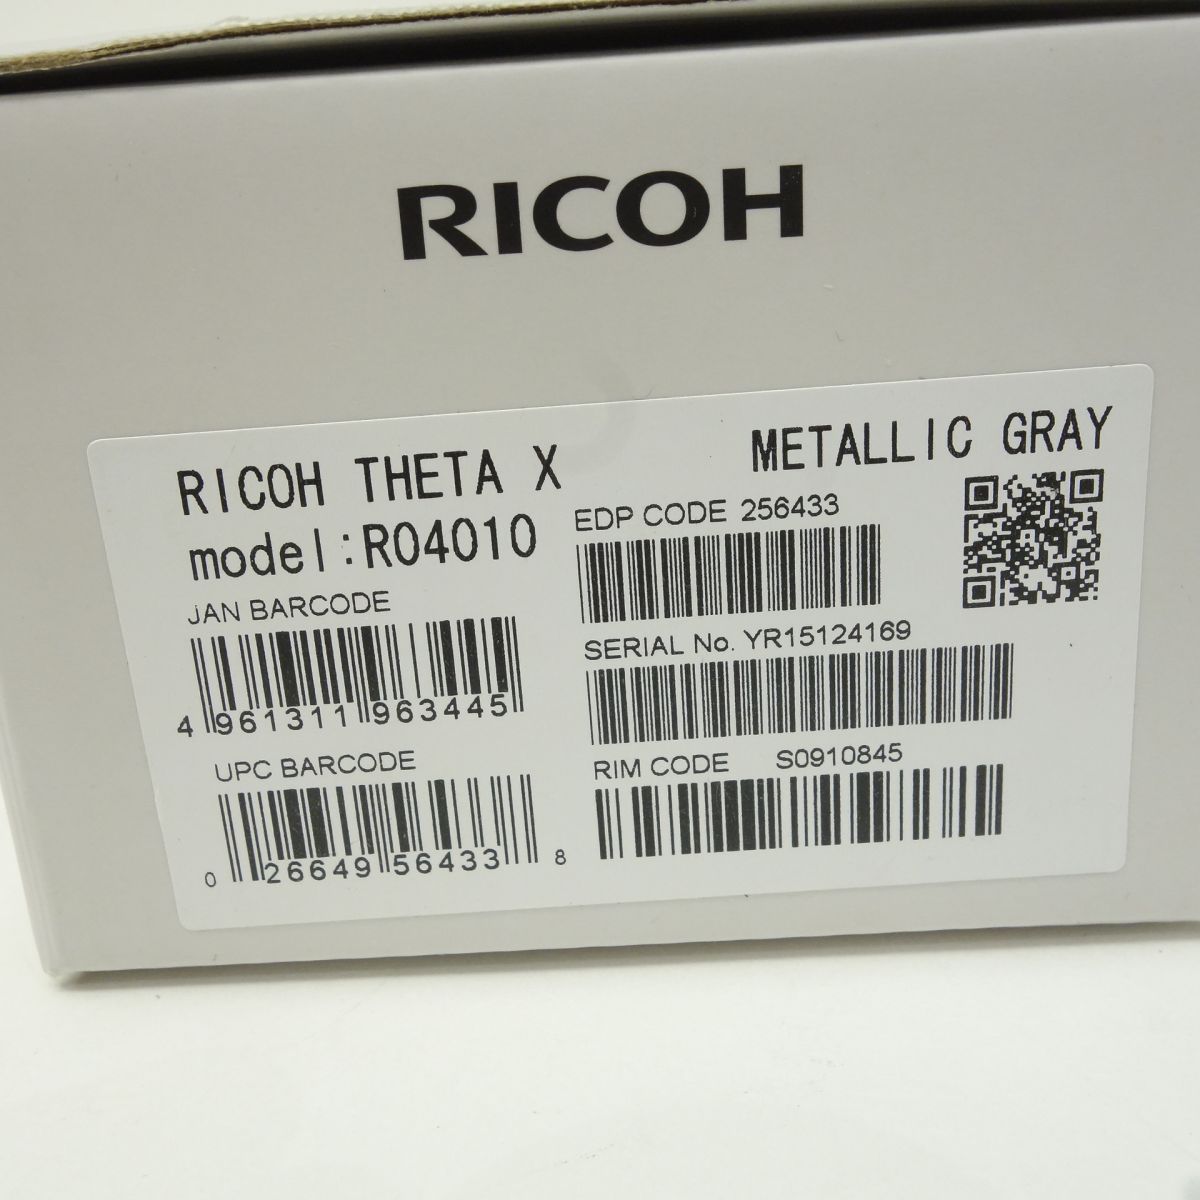 RICOH
RICOH THETA X METALLIC GRAY
model:R04010
EDP CODE 256433
JAN BARCODE
4 961311 963445
SERIAL No. YR15124169
UPC BARCODE
0 26649 56433 8
RIM CODE S0910845